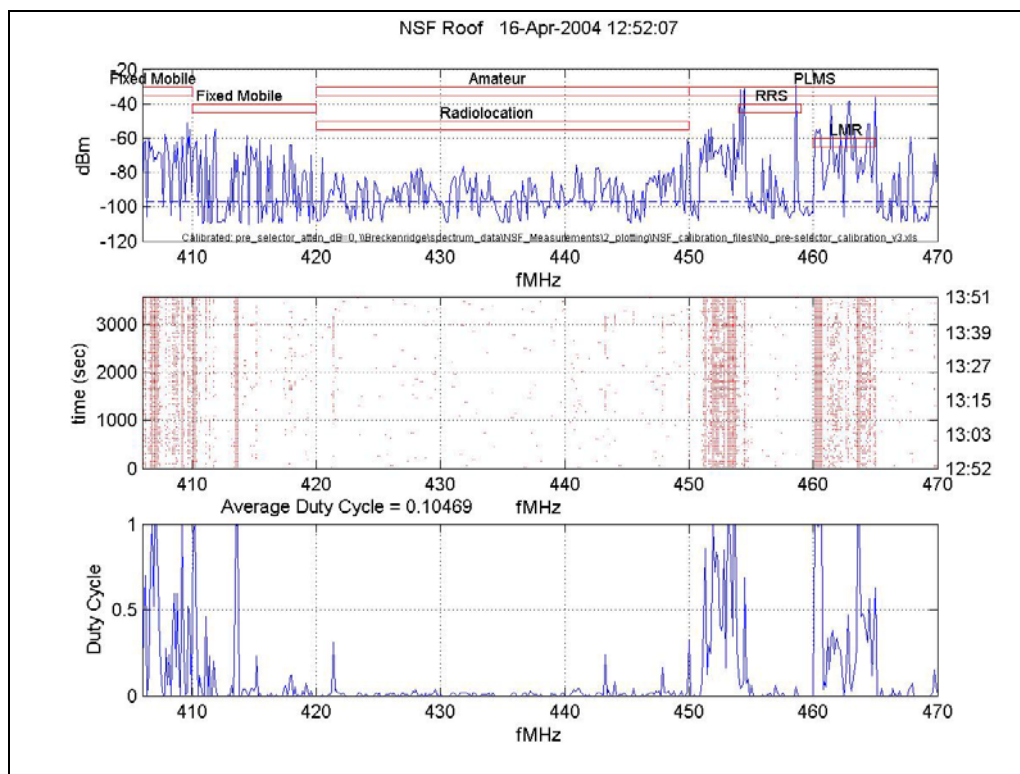 NSF Roof 16-Apr-2004 12:52:07
-20
Fixed Mobile
Amateur
PLMS
-40
Fixed Mobile
RRS
Radiolocation
-60
LMR
dBm
-80
-100
-120
Calibrated: pre_selector_atten_dB=0, \\Breckenridge\spectrum_data\NSF_Measurements\2_plotting\NSF_calibration_files\No_pre-selector_calibration_v3.xls
410 420 430 440 450 460 470
fMHz
time (sec)
3000
2000
1000
0
13:51
13:39
13:27
13:15
13:03
12:52
410 420 430 440 450 460 470
Average Duty Cycle = 0.10469 fMHz
Duty Cycle
1
0.5
0
410 420 430 440 450 460 470
fMHz